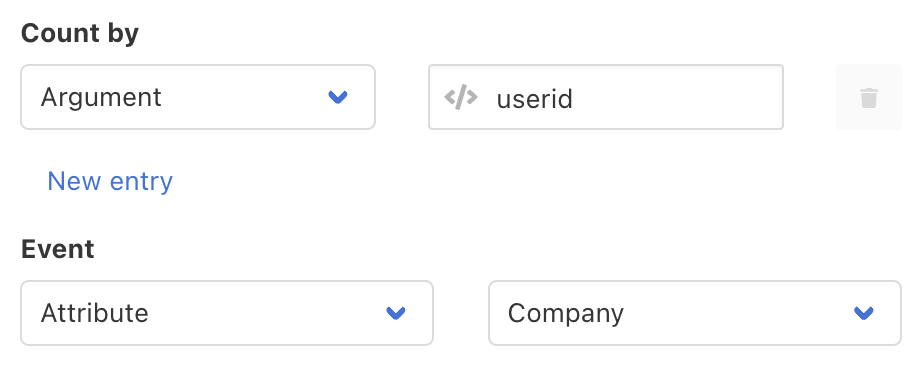 Count by
Argument </> userid
New entry
Event
Attribute Company